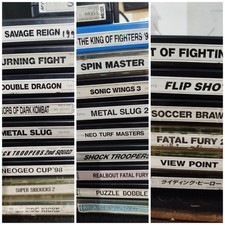 SAVAGE REIGN
BURNING FIGHT
DOUBLE DRAGON
ORS OF DARK KOMBAT
METAL SLUG
K TROOPERS 2nd SQUAD
NEOGEO CUP '98
SUPER SIDEKICKS 2
THE KING OF FIGHTERS '9
SPIN MASTER
SONIC WINGS 3
METAL SLUG 2
NEO TURF MASTERS
SHOCK TROOPERS
REALBOUT FATAL FURY
PUZZLE BOBBLE
T OF FIGHTIN
FLIP SHO
SOCCER BRAW
FATAL FURY 2
VIEW POINT
ライディング・ヒーロー